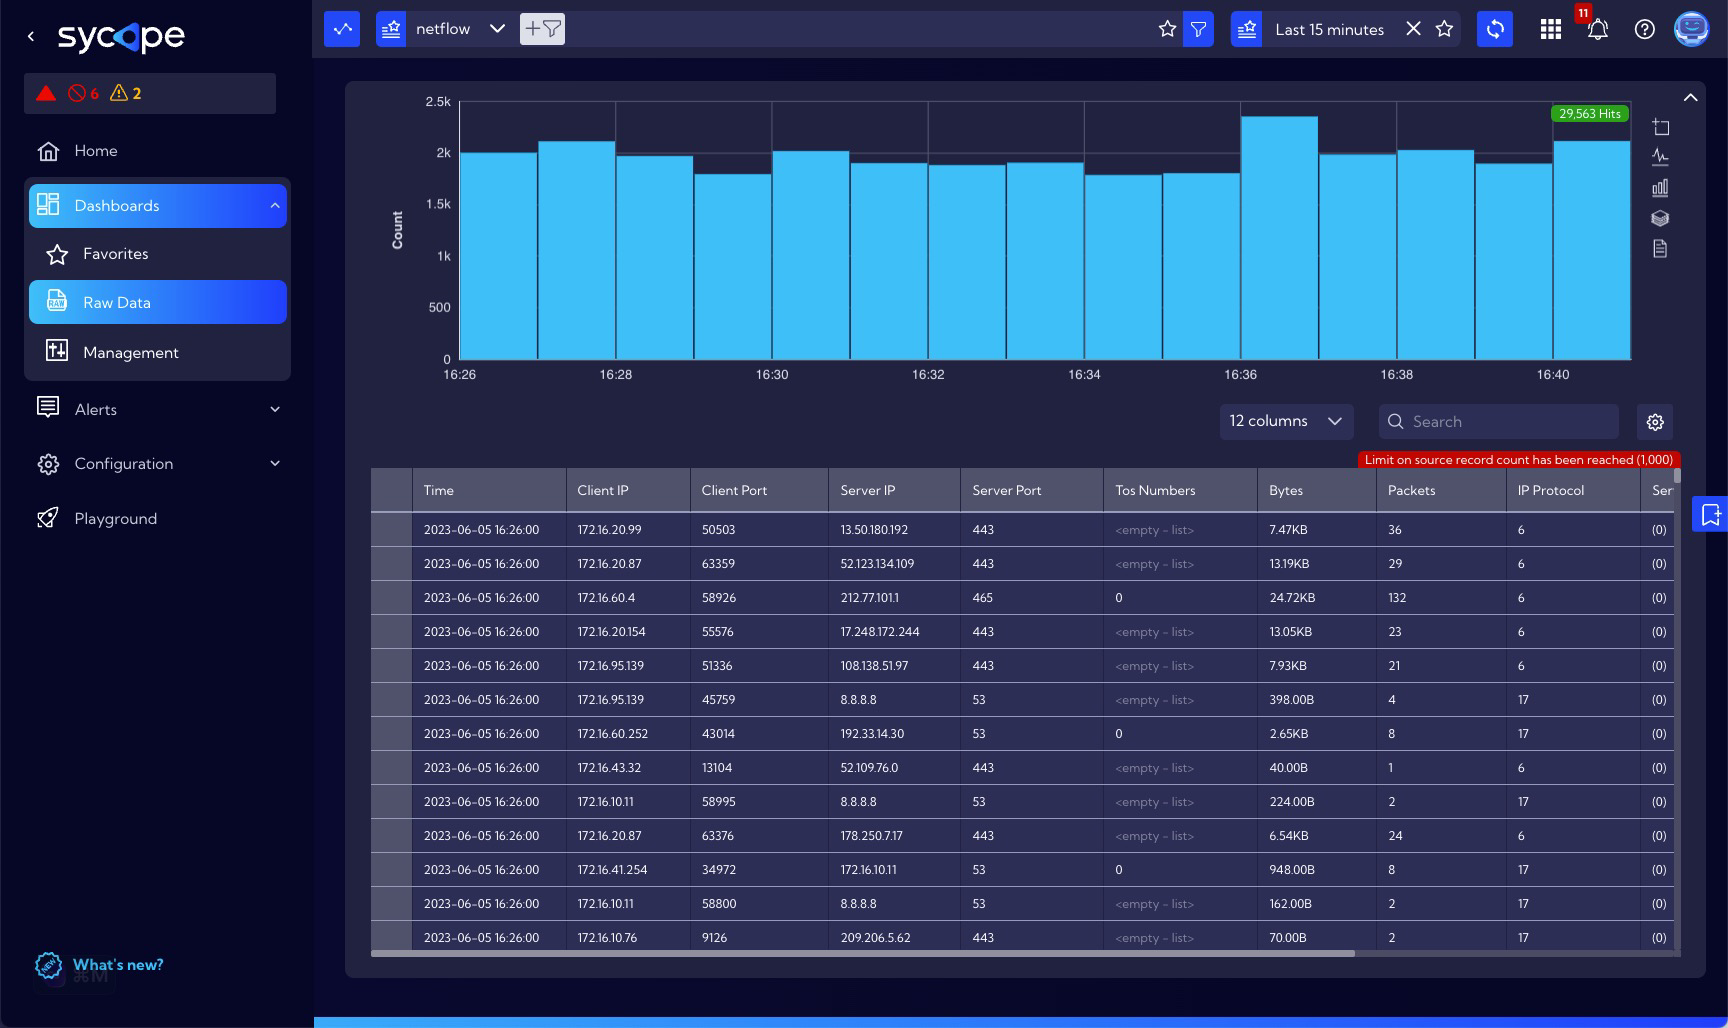 sycope
netflow
Last 15 minutes
11
6 2
Home
Dashboards
Favorites
RAW Raw Data
Management
Alerts
Configuration
Playground
NEW What's new?
⌘M
29,563 Hits
Count
2.5k
2k
1.5k
1k
500
0
16:26 16:28 16:30 16:32 16:34 16:36 16:38 16:40
12 columns Search
Limit on source record count has been reached (1,000)
Time Client IP Client Port Server IP Server Port Tos Numbers Bytes Packets IP Protocol Ser
2023-06-05 16:26:00 172.16.20.99 50503 13.50.180.192 443 <empty - list> 7.47KB 36 6 (0)
2023-06-05 16:26:00 172.16.20.87 63359 52.123.134.109 443 <empty - list> 13.19KB 29 6 (0)
2023-06-05 16:26:00 172.16.60.4 58926 212.77.101.1 465 0 24.72KB 132 6 (0)
2023-06-05 16:26:00 172.16.20.154 55576 17.248.172.244 443 <empty - list> 13.05KB 23 6 (0)
2023-06-05 16:26:00 172.16.95.139 51336 108.138.51.97 443 <empty - list> 7.93KB 21 6 (0)
2023-06-05 16:26:00 172.16.95.139 45759 8.8.8.8 53 <empty - list> 398.00B 4 17 (0)
2023-06-05 16:26:00 172.16.60.252 43014 192.33.14.30 53 0 2.65KB 8 17 (0)
2023-06-05 16:26:00 172.16.43.32 13104 52.109.76.0 443 <empty - list> 40.00B 1 6 (0)
2023-06-05 16:26:00 172.16.10.11 58995 8.8.8.8 53 <empty - list> 224.00B 2 17 (0)
2023-06-05 16:26:00 172.16.20.87 63376 178.250.7.17 443 <empty - list> 6.54KB 24 6 (0)
2023-06-05 16:26:00 172.16.41.254 34972 172.16.10.11 53 0 948.00B 8 17 (0)
2023-06-05 16:26:00 172.16.10.11 58800 8.8.8.8 53 <empty - list> 162.00B 2 17 (0)
2023-06-05 16:26:00 172.16.10.76 9126 209.206.5.62 443 <empty - list> 70.00B 2 17 (0)